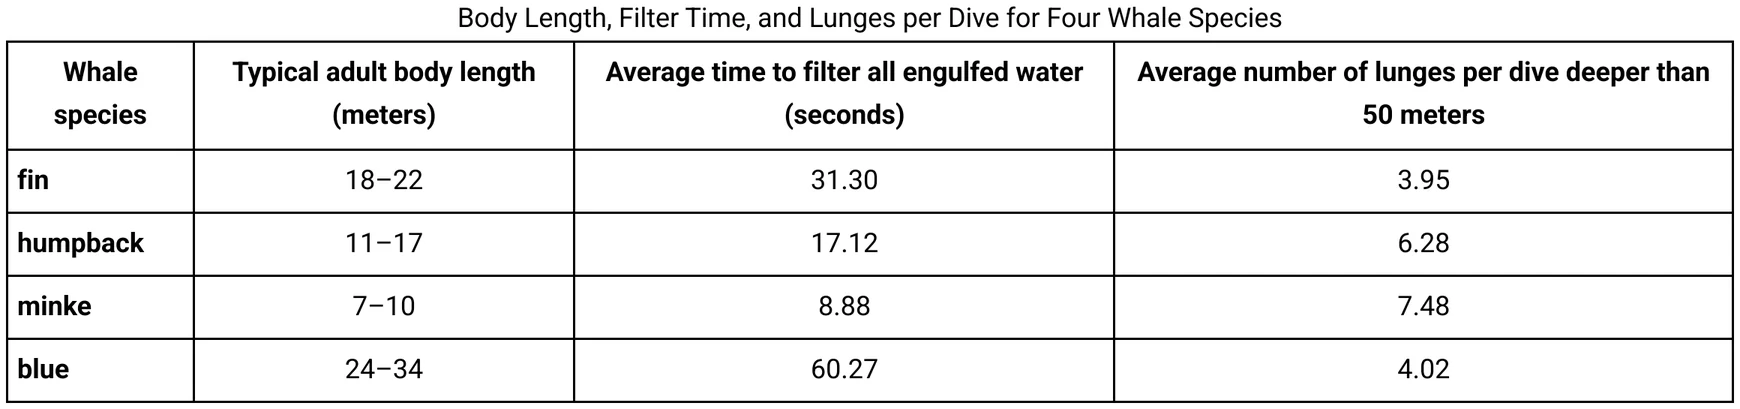 Body Length, Filter Time, and Lunges per Dive for Four Whale Species
Whale species | Typical adult body length (meters) | Average time to filter all engulfed water (seconds) | Average number of lunges per dive deeper than 50 meters
fin | 18–22 | 31.30 | 3.95
humpback | 11–17 | 17.12 | 6.28
minke | 7–10 | 8.88 | 7.48
blue | 24–34 | 60.27 | 4.02